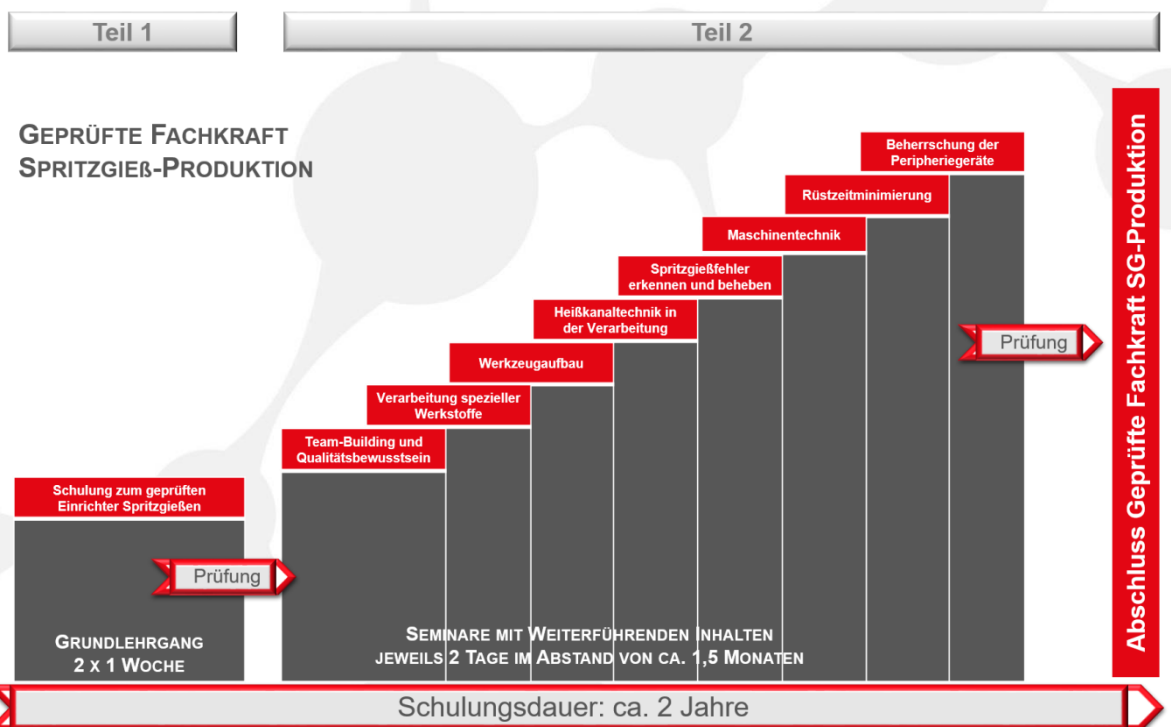 Teil 1
Teil 2
GEPRÜFTE FACHKRAFT
SPRITZGIEß-PRODUKTION
Beherrschung der
Peripheriegeräte
Rüstzeitminimierung
Maschinentechnik
Spritzgießfehler
erkennen und beheben
Heißkanaltechnik in
der Verarbeitung
Werkzeugaufbau
Verarbeitung spezieller
Werkstoffe
Team-Building und
Qualitätsbewusstsein
Schulung zum geprüften
Einrichter Spritzgießen
Prüfung
Prüfung
GRUNDLEHRGANG
2 X 1 WOCHE
SEMINARE MIT WEITERFÜHRENDEN INHALTEN
JEWEILS 2 TAGE IM ABSTAND VON CA. 1,5 MONATEN
Abschluss Geprüfte Fachkraft SG-Produktion
Schulungsdauer: ca. 2 Jahre